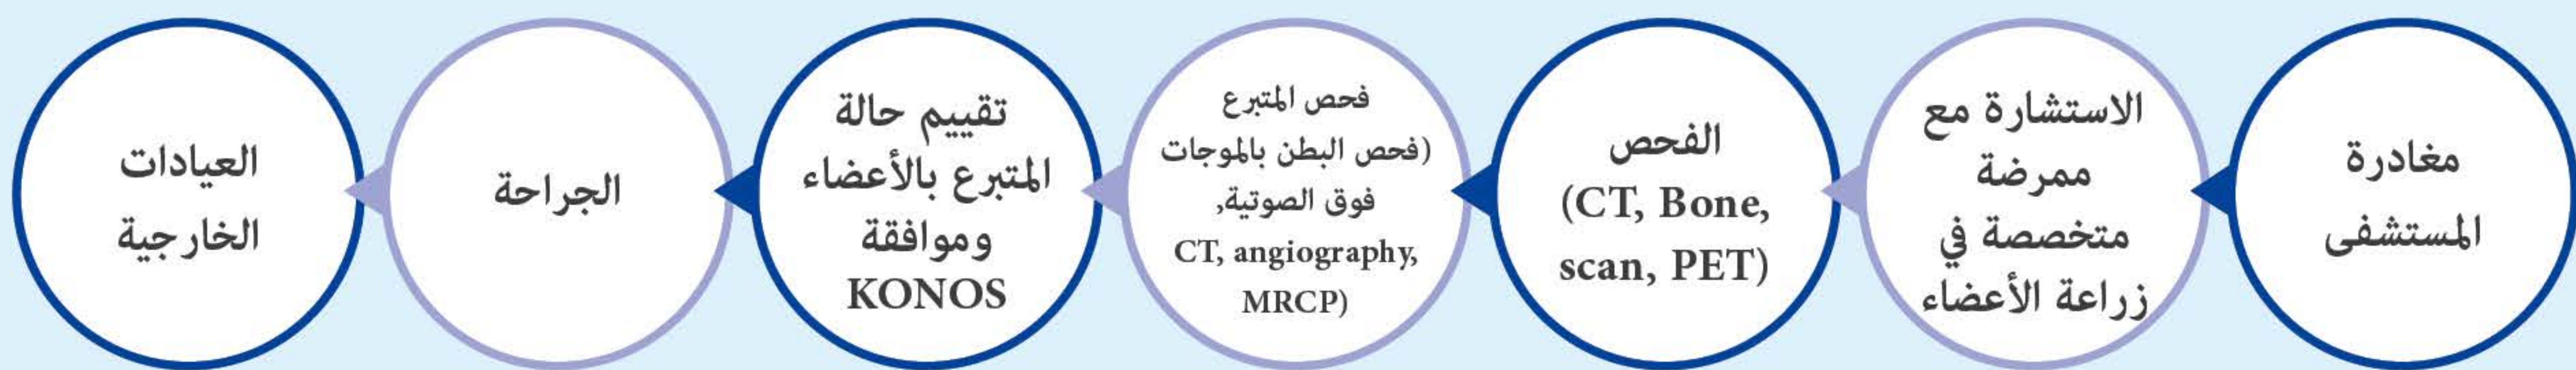 مغادرة
المستشفى
الاستشارة مع
ممرضة
متخصصة في
زراعة الأعضاء
الفحص
(CT, Bone,
scan, PET)
فحص المتبرع
(فحص البطن بالموجات
فوق الصوتية,
CT, angiography,
MRCP)
تقييم حالة
المتبرع بالأعضاء
وموافقة
KONOS
الجراحة
العيادات
الخارجية